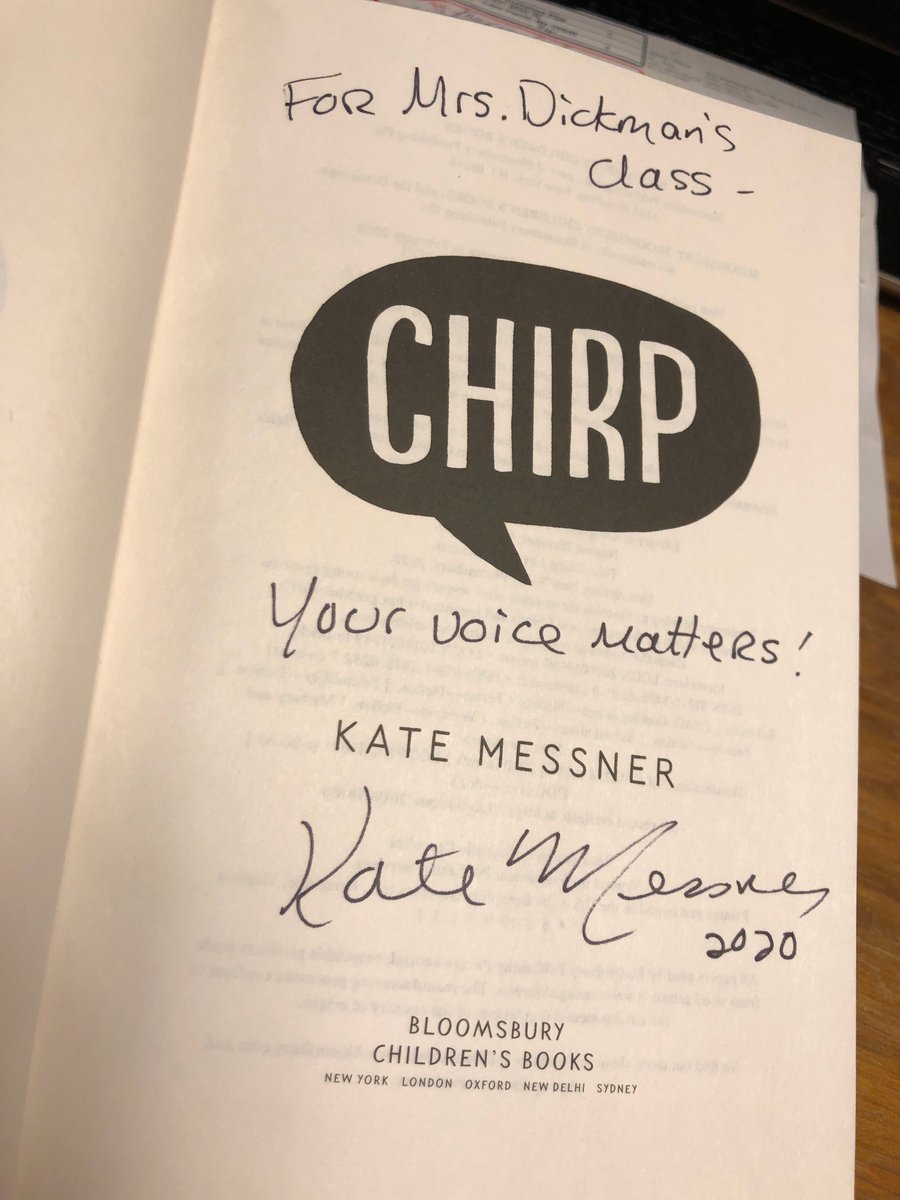 For Mrs. Dickman's
class -
CHIRP
Your voice matters!
KATE MESSNER
Kate Messner
2020
BLOOMSBURY
CHILDREN'S BOOKS
NEW YORK LONDON OXFORD NEW DELHI SYDNEY